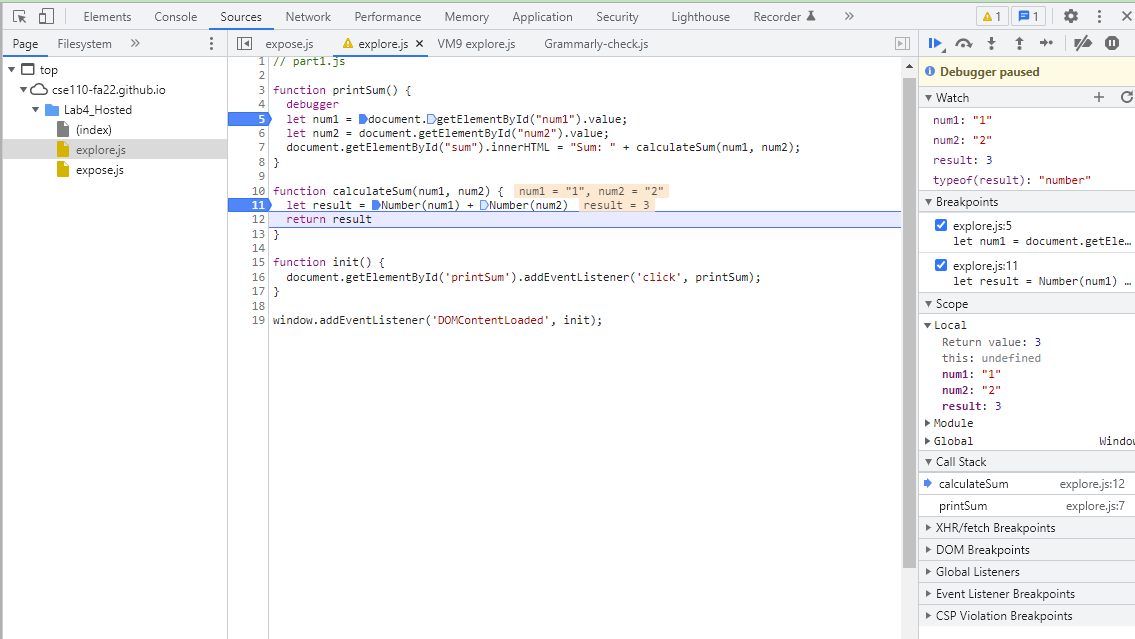 Elements Console Sources Network Performance Memory Application Security Lighthouse Recorder » 1 1
Page Filesystem »
expose.js explore.js × VM9 explore.js Grammarly-check.js
top
cse110-fa22.github.io
Lab4_Hosted
(index)
explore.js
expose.js
1 // part1.js
2
3 function printSum() {
4 debugger
5 let num1 = document.getElementById("num1").value;
6 let num2 = document.getElementById("num2").value;
7 document.getElementById("sum").innerHTML = "Sum: " + calculateSum(num1, num2);
8 }
9
10 function calculateSum(num1, num2) { num1 = "1", num2 = "2"
11 let result = Number(num1) + Number(num2) result = 3
12 return result
13 }
14
15 function init() {
16 document.getElementById('printSum').addEventListener('click', printSum);
17 }
18
19 window.addEventListener('DOMContentLoaded', init);
Debugger paused
Watch
num1: "1"
num2: "2"
result: 3
typeof(result): "number"
Breakpoints
explore.js:5
let num1 = document.getEle…
explore.js:11
let result = Number(num1) …
Scope
Local
Return value: 3
this: undefined
num1: "1"
num2: "2"
result: 3
Module
Global Window
Call Stack
calculateSum explore.js:12
printSum explore.js:7
XHR/fetch Breakpoints
DOM Breakpoints
Global Listeners
Event Listener Breakpoints
CSP Violation Breakpoints